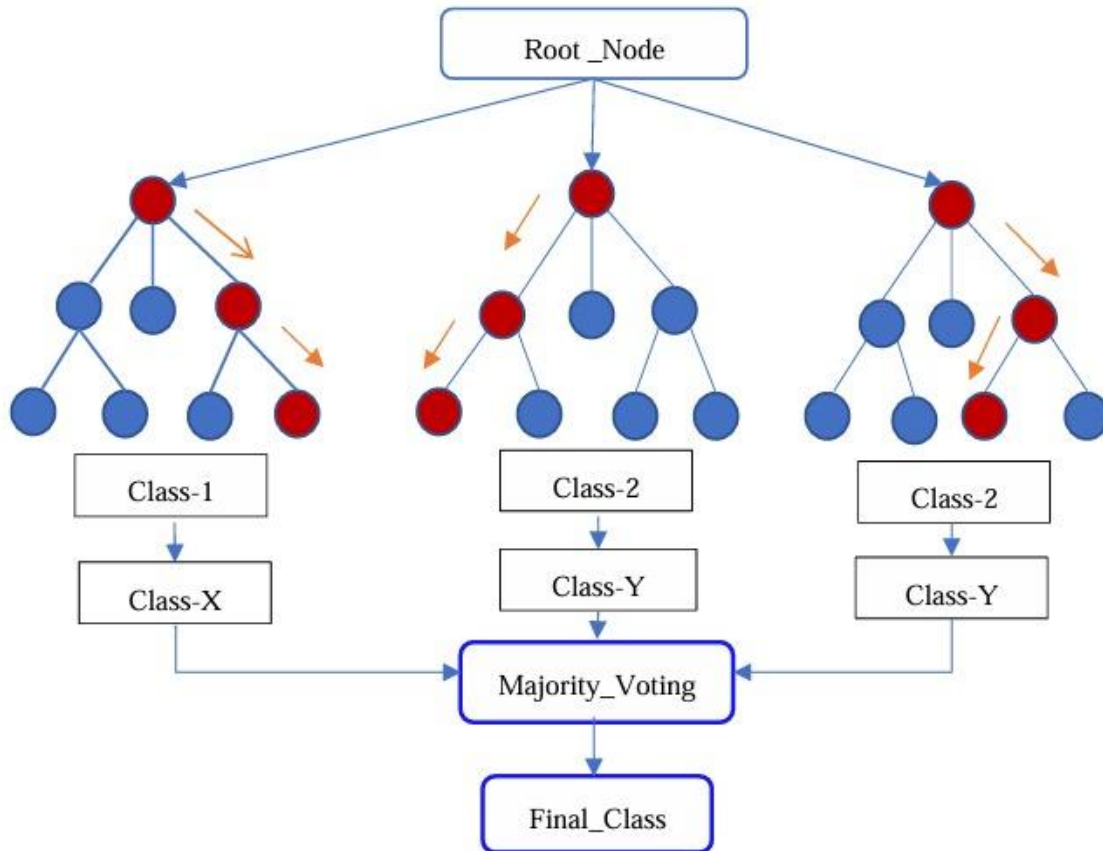 Root _Node
Class-1
Class-2
Class-2
Class-X
Class-Y
Class-Y
Majority_Voting
Final_Class